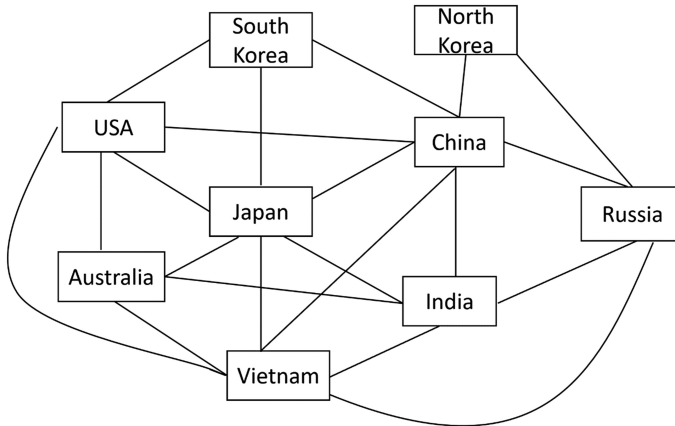 South
Korea
North
Korea
USA
China
Japan
Russia
Australia
India
Vietnam